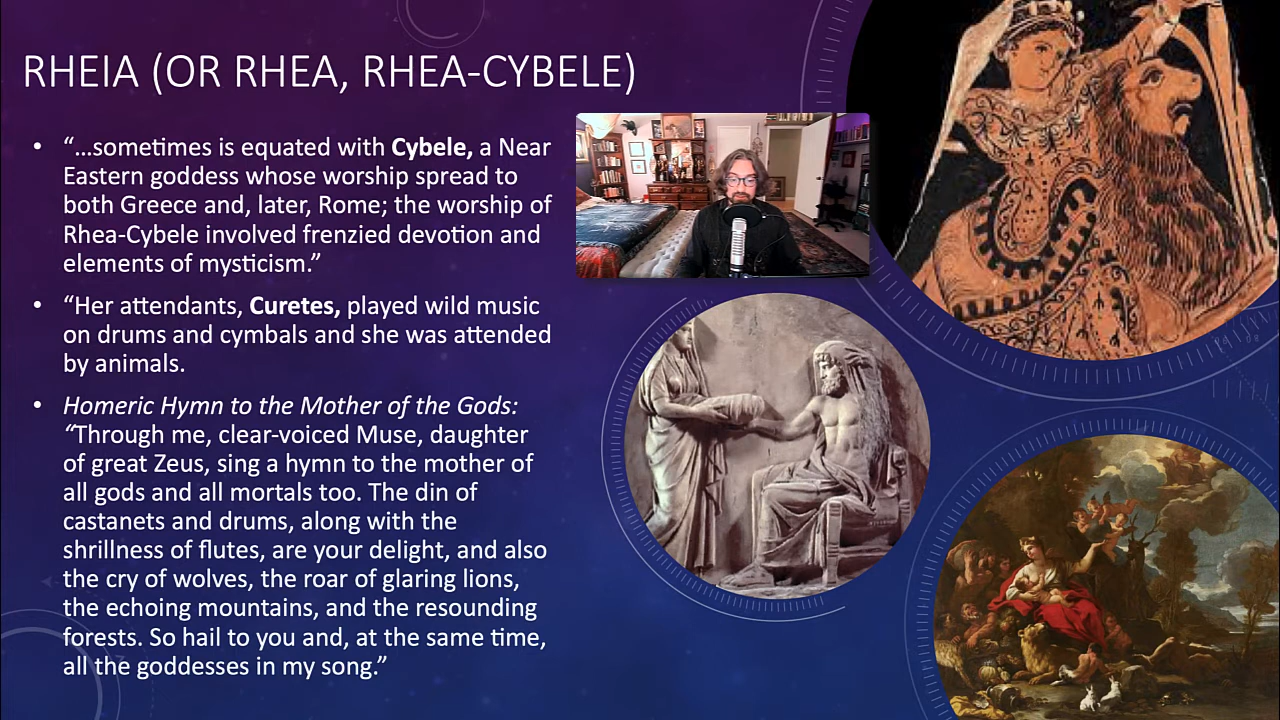 RHEIA (OR RHEA, RHEA-CYBELE)
• “...sometimes is equated with Cybele, a Near
Eastern goddess whose worship spread to
both Greece and, later, Rome; the worship of
Rhea-Cybele involved frenzied devotion and
elements of mysticism.”
• “Her attendants, Curetes, played wild music
on drums and cymbals and she was attended
by animals.
• Homeric Hymn to the Mother of the Gods:
“Through me, clear-voiced Muse, daughter
of great Zeus, sing a hymn to the mother of
all gods and all mortals too. The din of
castanets and drums, along with the
shrillness of flutes, are your delight, and also
the cry of wolves, the roar of glaring lions,
the echoing mountains, and the resounding
forests. So hail to you and, at the same time,
all the goddesses in my song.”